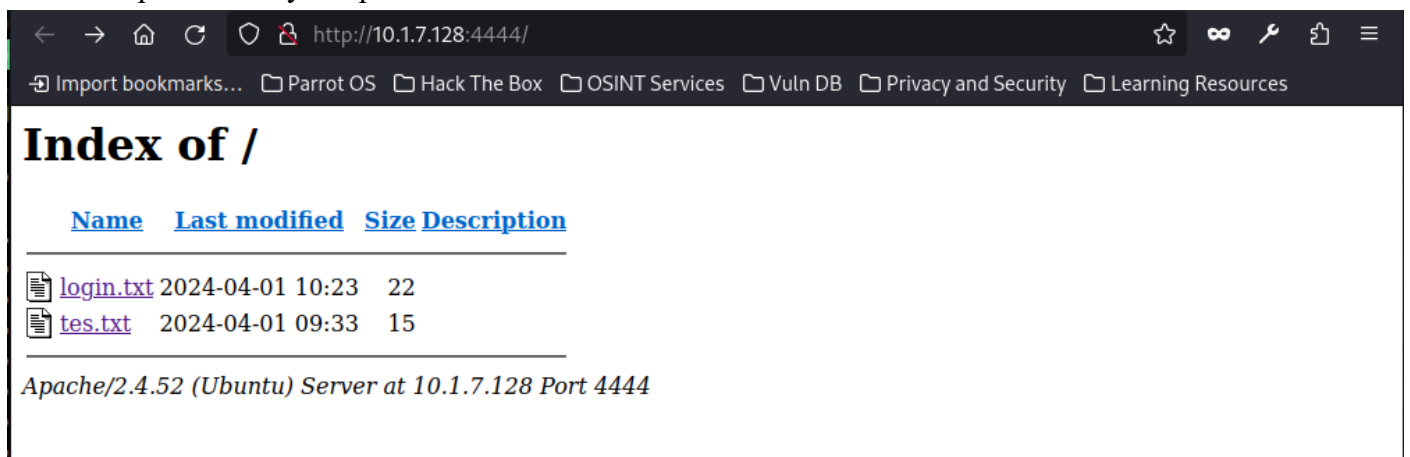 http://10.1.7.128:4444/
Import bookmarks... Parrot OS Hack The Box OSINT Services Vuln DB Privacy and Security Learning Resources
Index of /
Name Last modified Size Description
login.txt 2024-04-01 10:23 22
tes.txt 2024-04-01 09:33 15
Apache/2.4.52 (Ubuntu) Server at 10.1.7.128 Port 4444